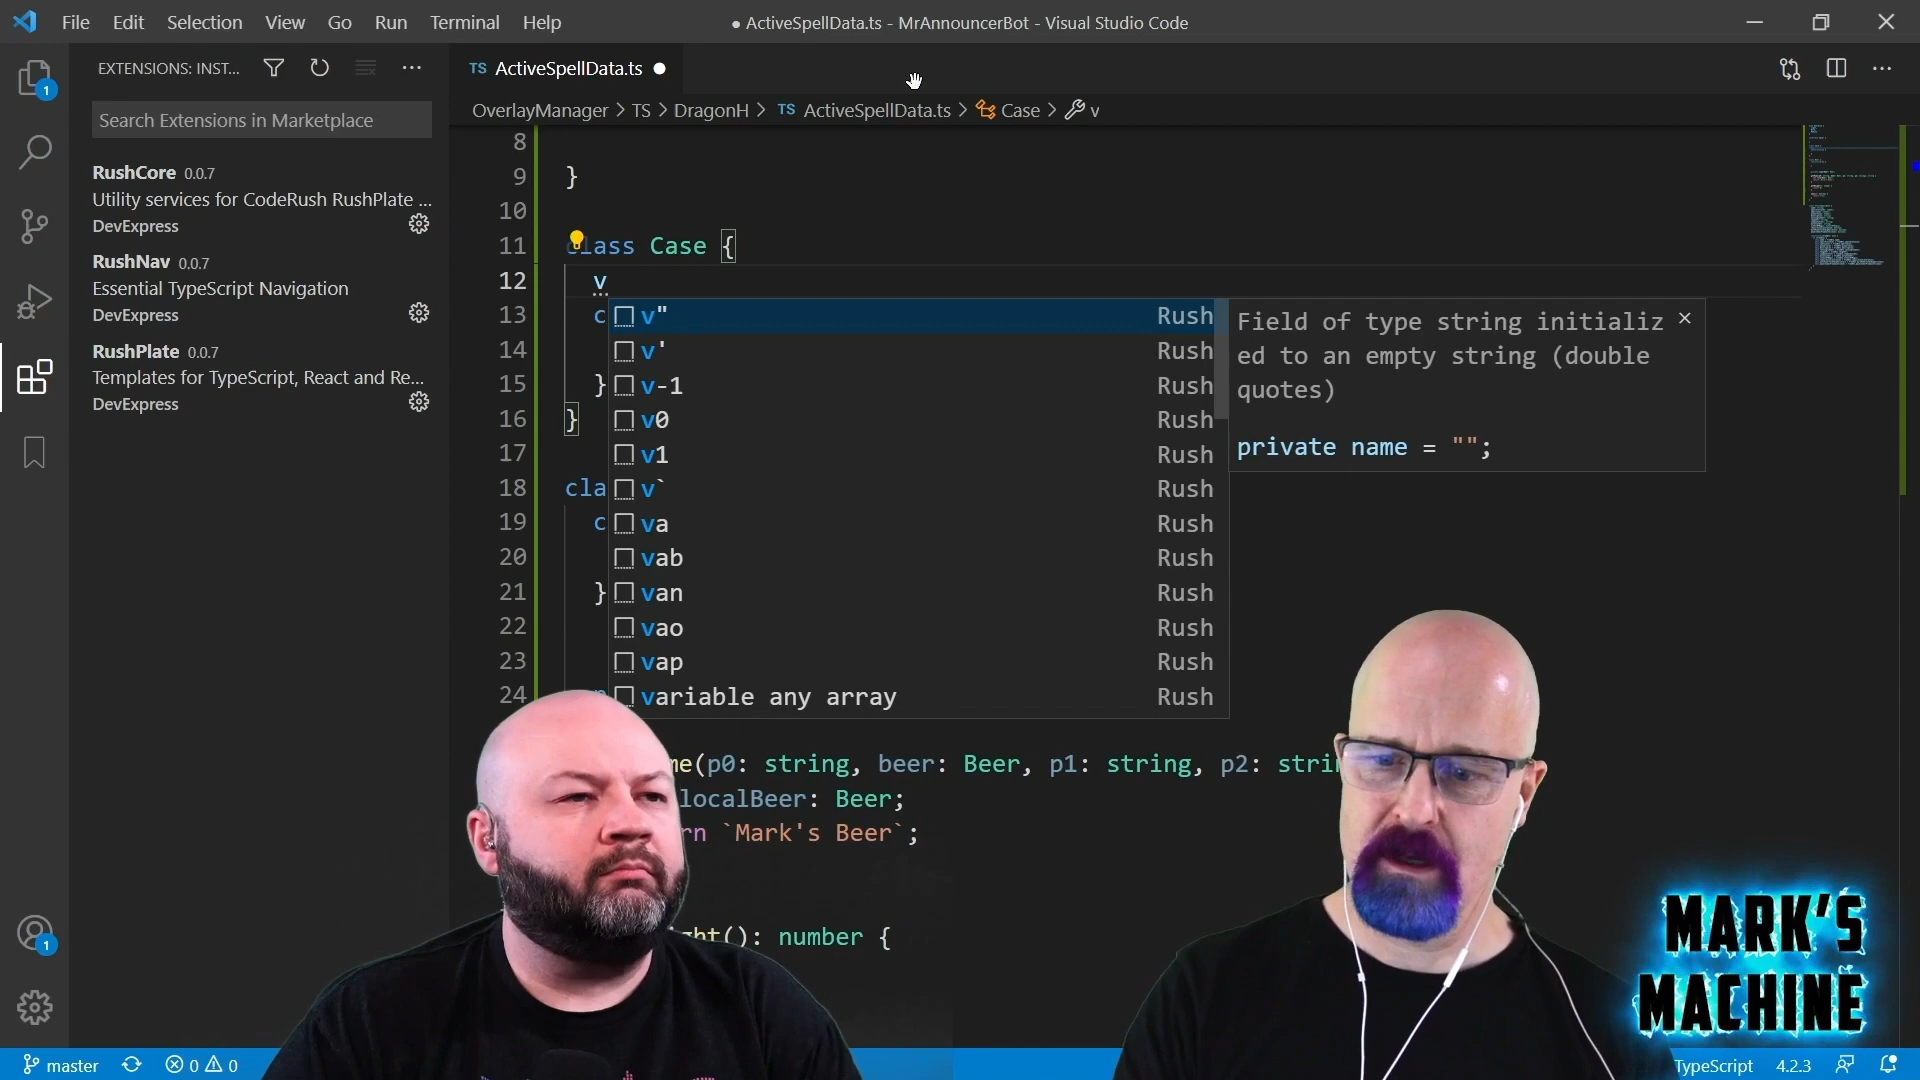 File Edit Selection View Go Run Terminal Help
● ActiveSpellData.ts - MrAnnouncerBot - Visual Studio Code
EXTENSIONS: INST...
TS ActiveSpellData.ts ●
1
Search Extensions in Marketplace
OverlayManager > TS > DragonH > TS ActiveSpellData.ts > Case > v
RushCore 0.0.7
Utility services for CodeRush RushPlate ...
DevExpress
RushNav 0.0.7
Essential TypeScript Navigation
DevExpress
RushPlate 0.0.7
Templates for TypeScript, React and Re...
DevExpress
8
9 }
10
11 class Case {
12 v
13 c
14
15 }
16 }
17
18 cla
19 c
20
21 }
22
23
24
v" Rush
v' Rush
v-1 Rush
v0 Rush
v1 Rush
v` Rush
va Rush
vab Rush
van Rush
vao Rush
vap Rush
variable any array Rush
Field of type string initializ
ed to an empty string (double
quotes)
private name = "";
me(p0: string, beer: Beer, p1: string, p2: stri
localBeer: Beer;
rn `Mark's Beer`;
ght(): number {
MARK'S
MACHINE
1
master 0 0
TypeScript 4.2.3